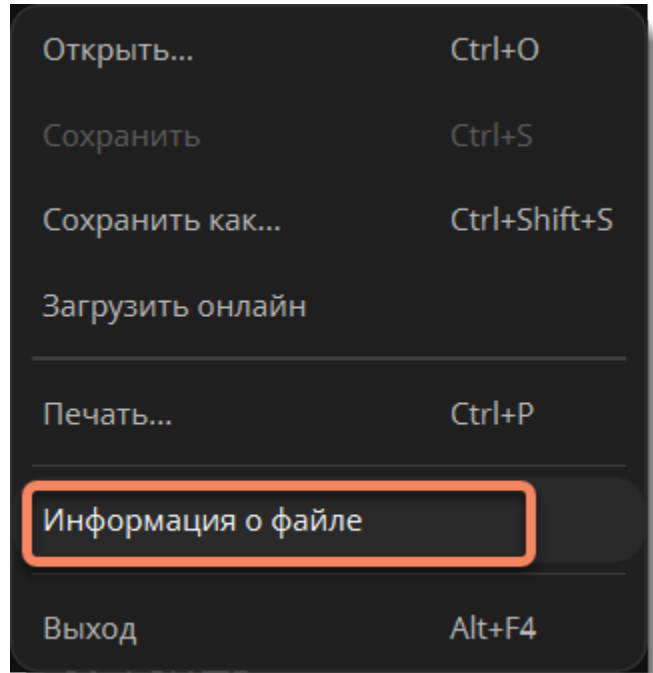 Открыть... Ctrl+O
Сохранить Ctrl+S
Сохранить как... Ctrl+Shift+S
Загрузить онлайн
Печать... Ctrl+P
Информация о файле
Выход Alt+F4